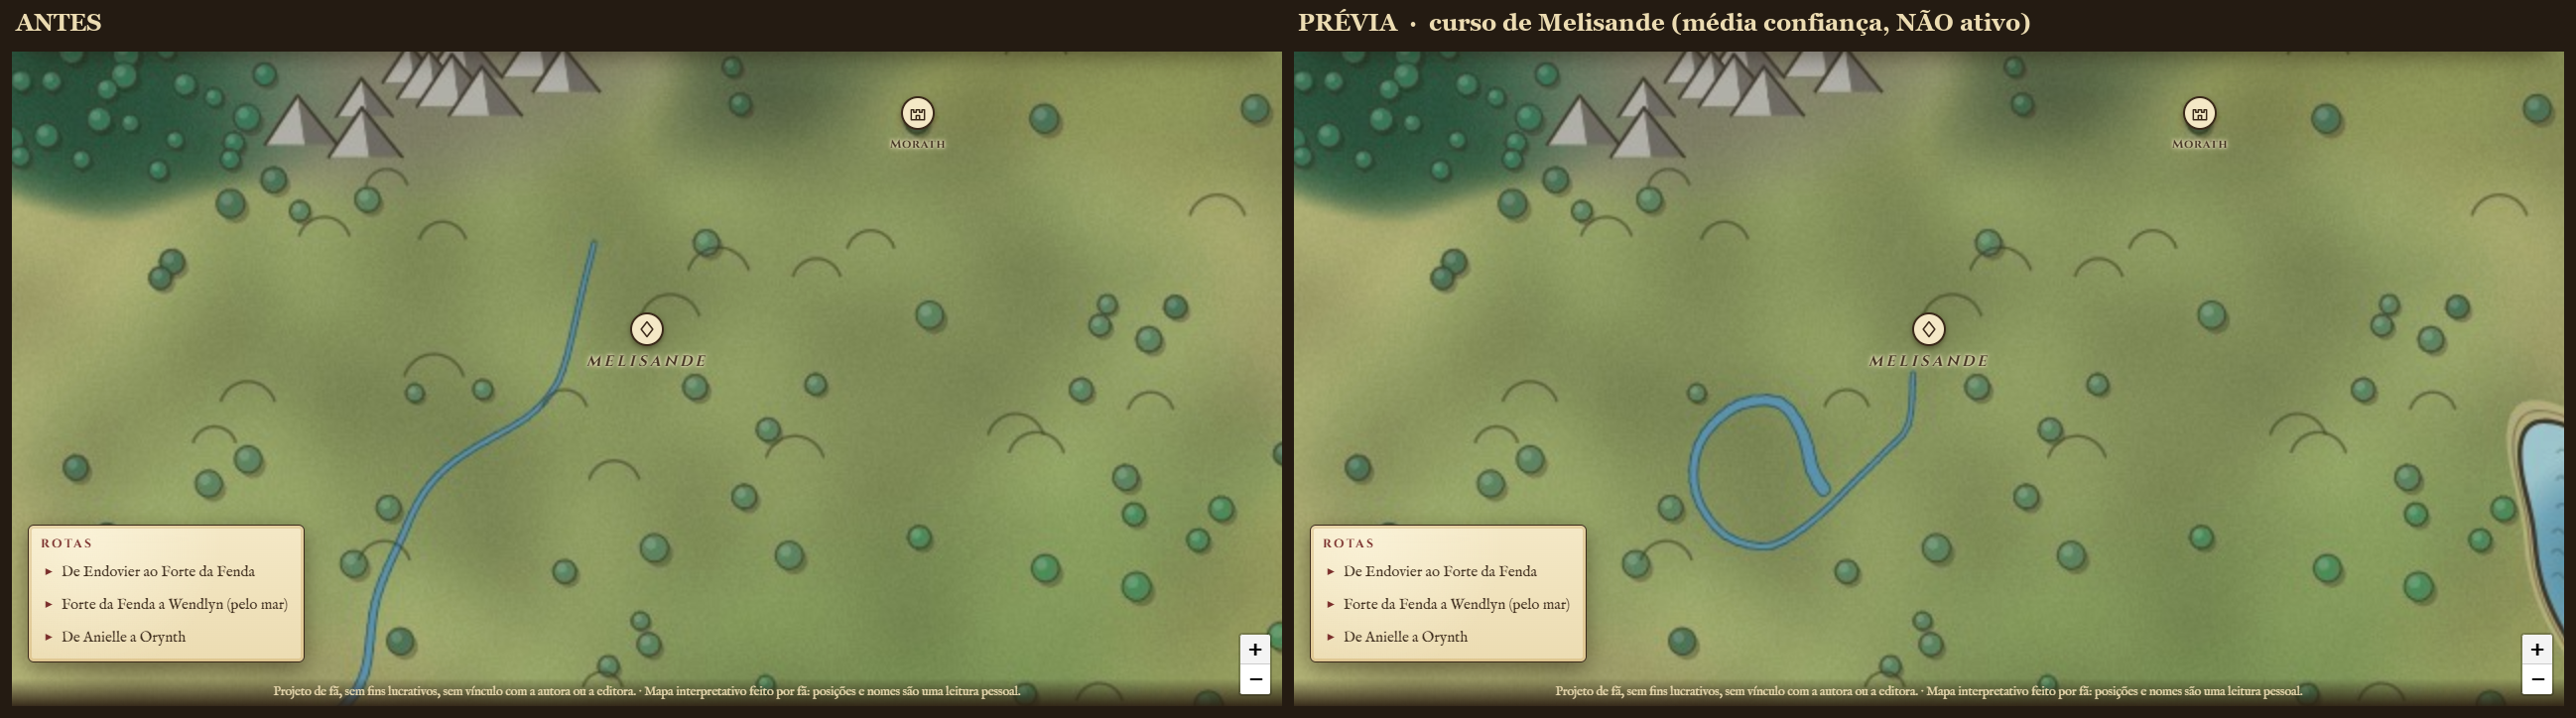 ANTES
MORATH
MELISANDE
ROTAS
► De Endovier ao Forte da Fenda
► Forte da Fenda a Wendlyn (pelo mar)
► De Anielle a Orynth
+
−
Projeto de fã, sem fins lucrativos, sem vínculo com a autora ou a editora. · Mapa interpretativo feito por fã: posições e nomes são uma leitura pessoal.
PRÉVIA · curso de Melisande (média confiança, NÃO ativo)
MORATH
MELISANDE
ROTAS
► De Endovier ao Forte da Fenda
► Forte da Fenda a Wendlyn (pelo mar)
► De Anielle a Orynth
+
−
Projeto de fã, sem fins lucrativos, sem vínculo com a autora ou a editora. · Mapa interpretativo feito por fã: posições e nomes são uma leitura pessoal.